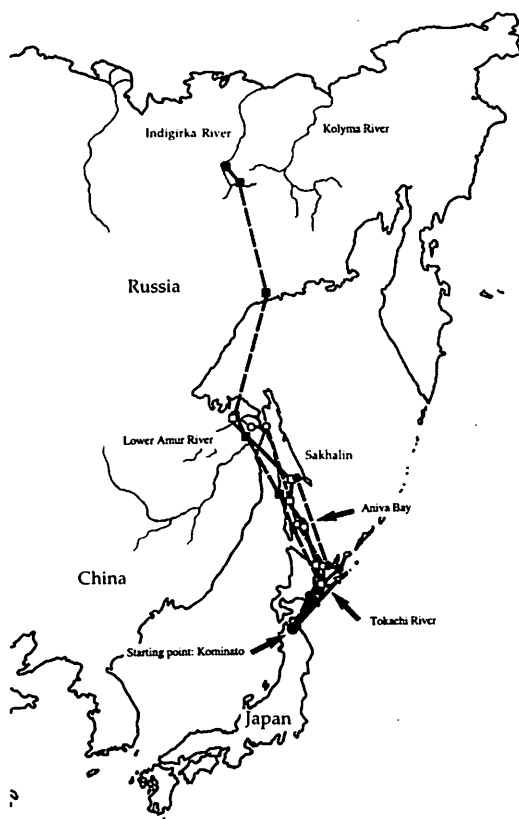 Indigirka River
Kolyma River
Russia
Lower Amur River
Sakhalin
Aniva Bay
China
Tokachi River
Starting point: Kominato
Japan